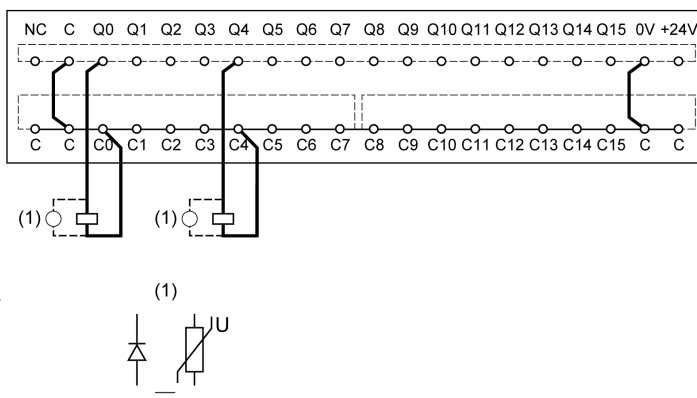 NC C Q0 Q1 Q2 Q3 Q4 Q5 Q6 Q7 Q8 Q9 Q10 Q11 Q12 Q13 Q14 Q15 0V +24V
C C C0 C1 C2 C3 C4 C5 C6 C7 C8 C9 C10 C11 C12 C13 C14 C15 C C
(1) (1)
(1)
U